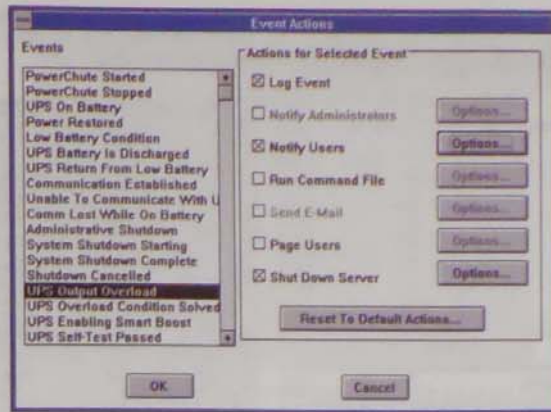 Event Actions
Events
PowerChute Started
PowerChute Stopped
UPS On Battery
Power Restored
Low Battery Condition
UPS Battery Is Discharged
UPS Return From Low Battery
Communication Established
Unable To Communicate With U
Comm Lost While On Battery
Administrative Shutdown
System Shutdown Starting
System Shutdown Complete
Shutdown Cancelled
UPS Output Overload
UPS Overload Condition Solved
UPS Enabling Smart Boost
UPS Self-Test Passed
Actions for Selected Event
Log Event
Notify Administrators Options...
Notify Users Options...
Run Command File Options...
Send E-Mail Options...
Page Users Options...
Shut Down Server Options...
Reset To Default Actions...
OK Cancel